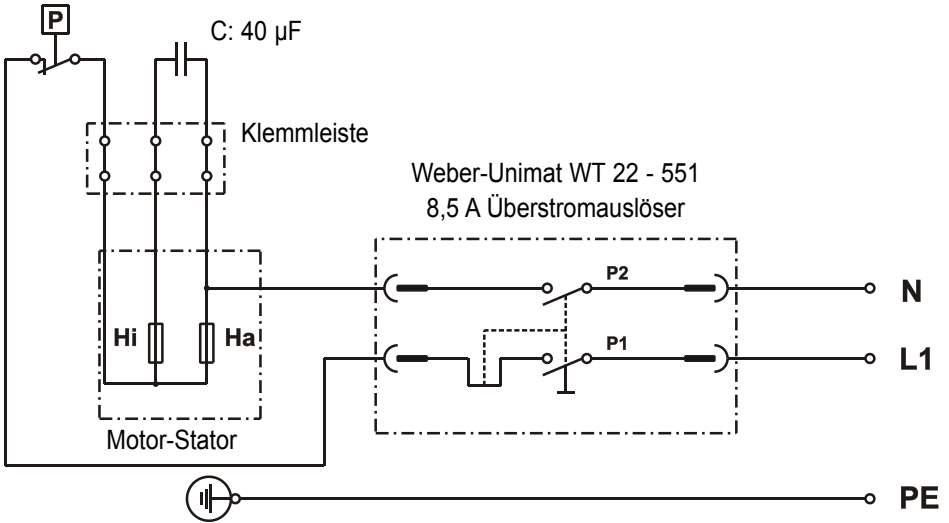 P
C: 40 µF
Klemmleiste
Weber-Unimat WT 22 - 551
8,5 A Überstromauslöser
P2
N
Hi
Ha
P1
L1
Motor-Stator
PE